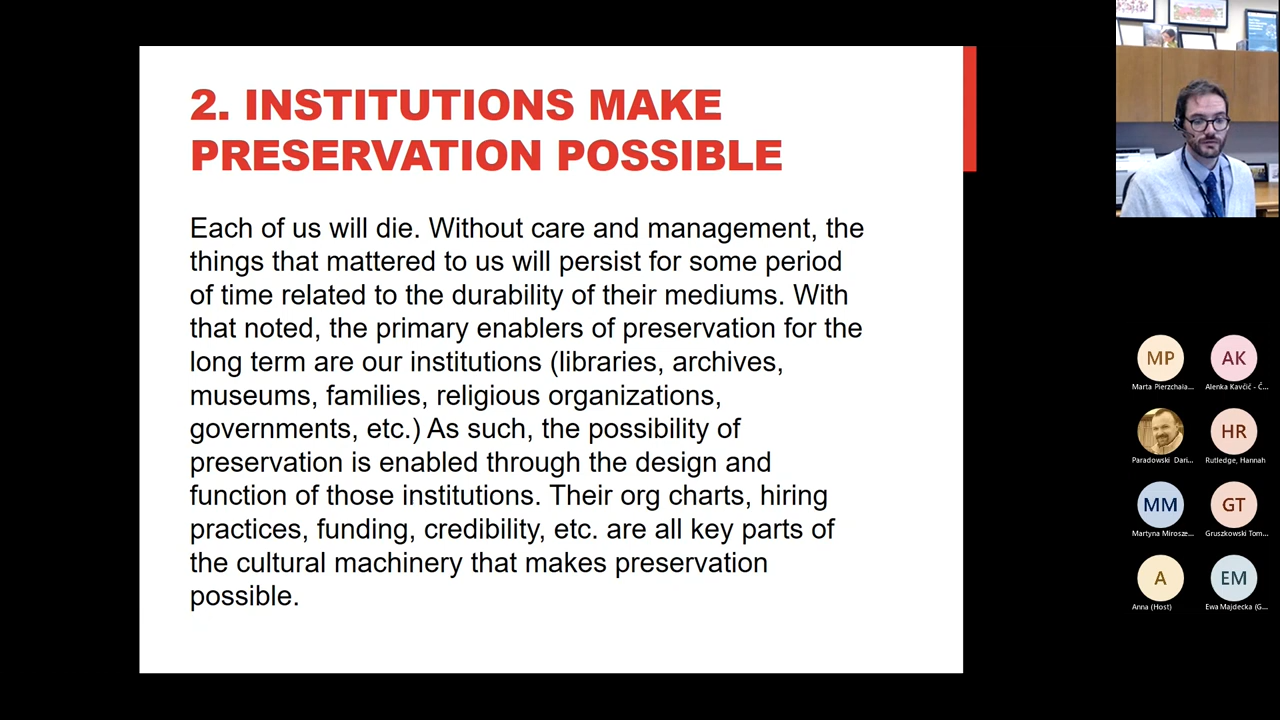 2. INSTITUTIONS MAKE
PRESERVATION POSSIBLE
Each of us will die. Without care and management, the
things that mattered to us will persist for some period
of time related to the durability of their mediums. With
that noted, the primary enablers of preservation for the
long term are our institutions (libraries, archives,
museums, families, religious organizations,
governments, etc.) As such, the possibility of
preservation is enabled through the design and
function of those institutions. Their org charts, hiring
practices, funding, credibility, etc. are all key parts of
the cultural machinery that makes preservation
possible.
MP
AK
Marta Pierzchala...
Alenka Kavčič - Č...
HR
Paradowski Dari...
Rutledge, Hannah
MM
GT
Martyna Mirosze...
Gruszkowski Tom...
A
EM
Anna (Host)
Ewa Majdecka (G...